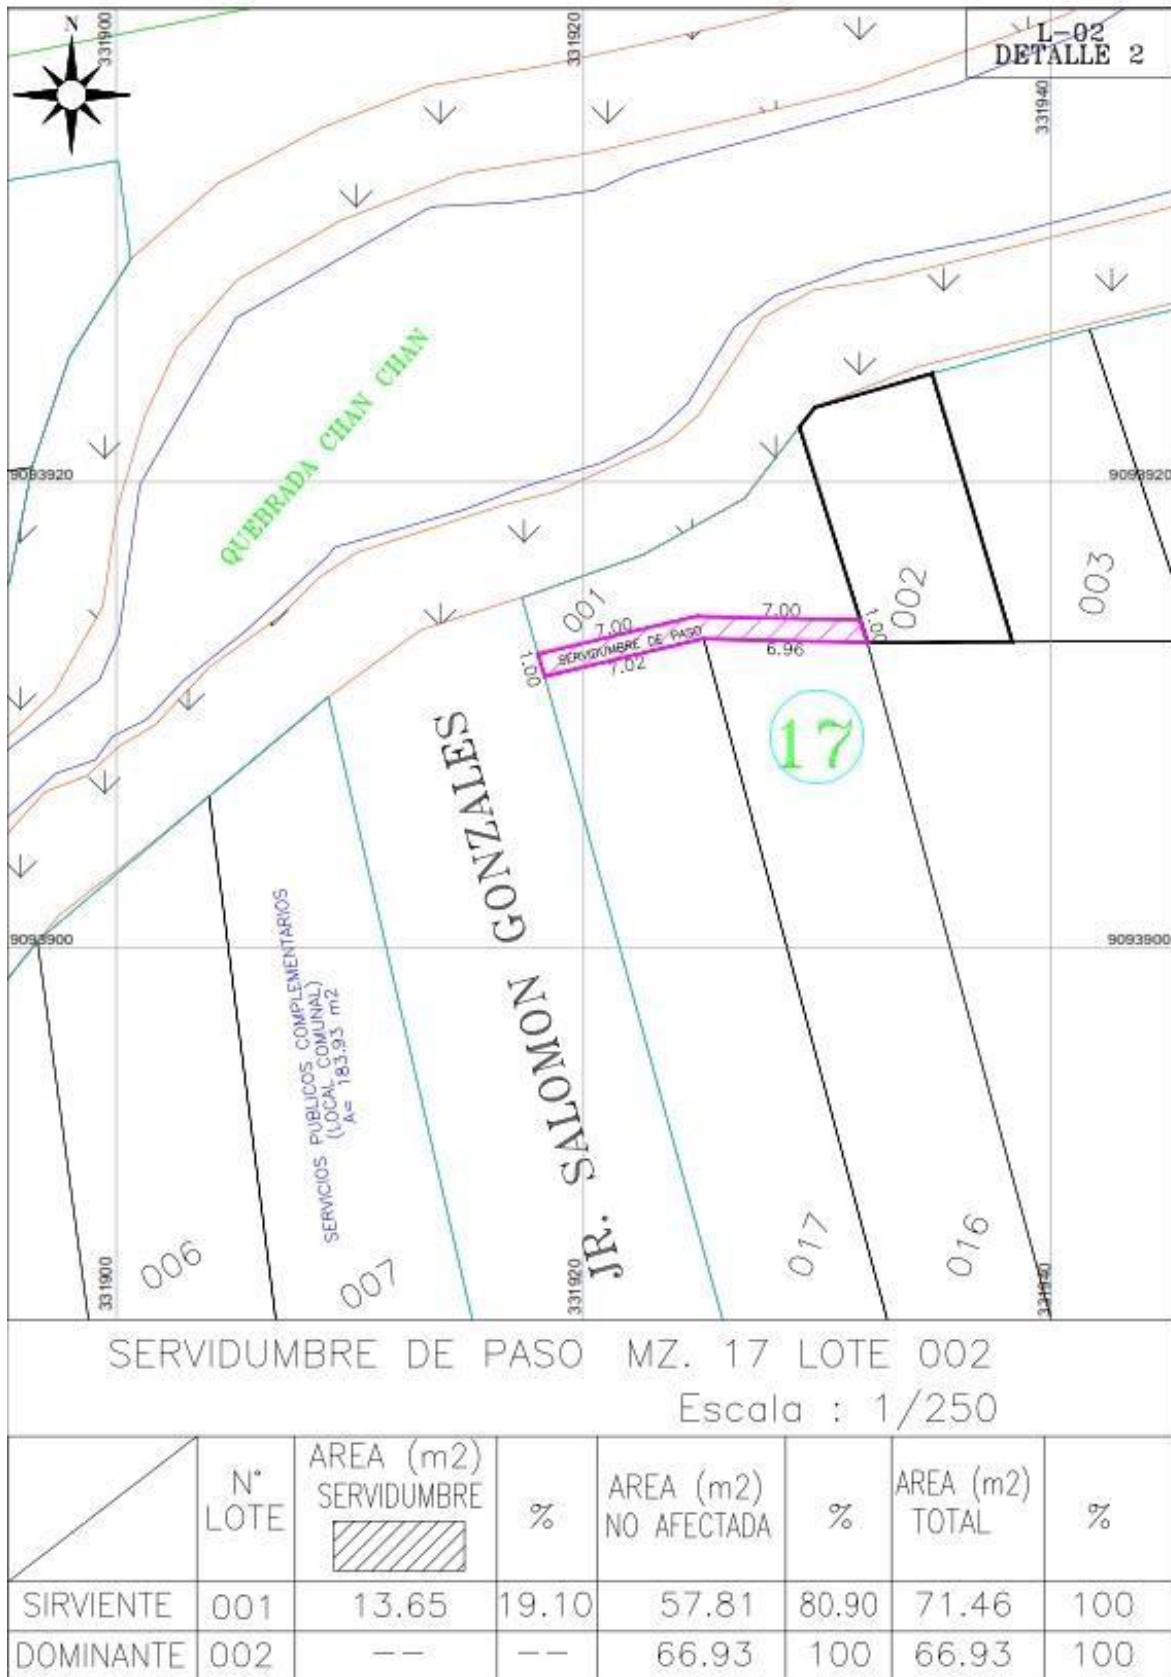 N
331900
331920
L-02
DETALLE 2
331940
QUEBRADA CHAN CHAN
9093920
9093920
001
7.00
7.00
1.00
002
003
SERVIDUMBRE DE PASO
1.00
7.02
6.96
17
JR. SALOMON GONZALES
9093900
9093900
SERVICIOS PUBLICOS COMPLEMENTARIOS
(LOCAL COMUNAL)
A= 183.93 m2
006
007
017
016
331900
331920
331940
SERVIDUMBRE DE PASO MZ. 17 LOTE 002
Escala : 1/250
N° LOTE
AREA (m2) SERVIDUMBRE
%
AREA (m2) NO AFECTADA
%
AREA (m2) TOTAL
%
SIRVIENTE 001 13.65 19.10 57.81 80.90 71.46 100
DOMINANTE 002 -- -- 66.93 100 66.93 100